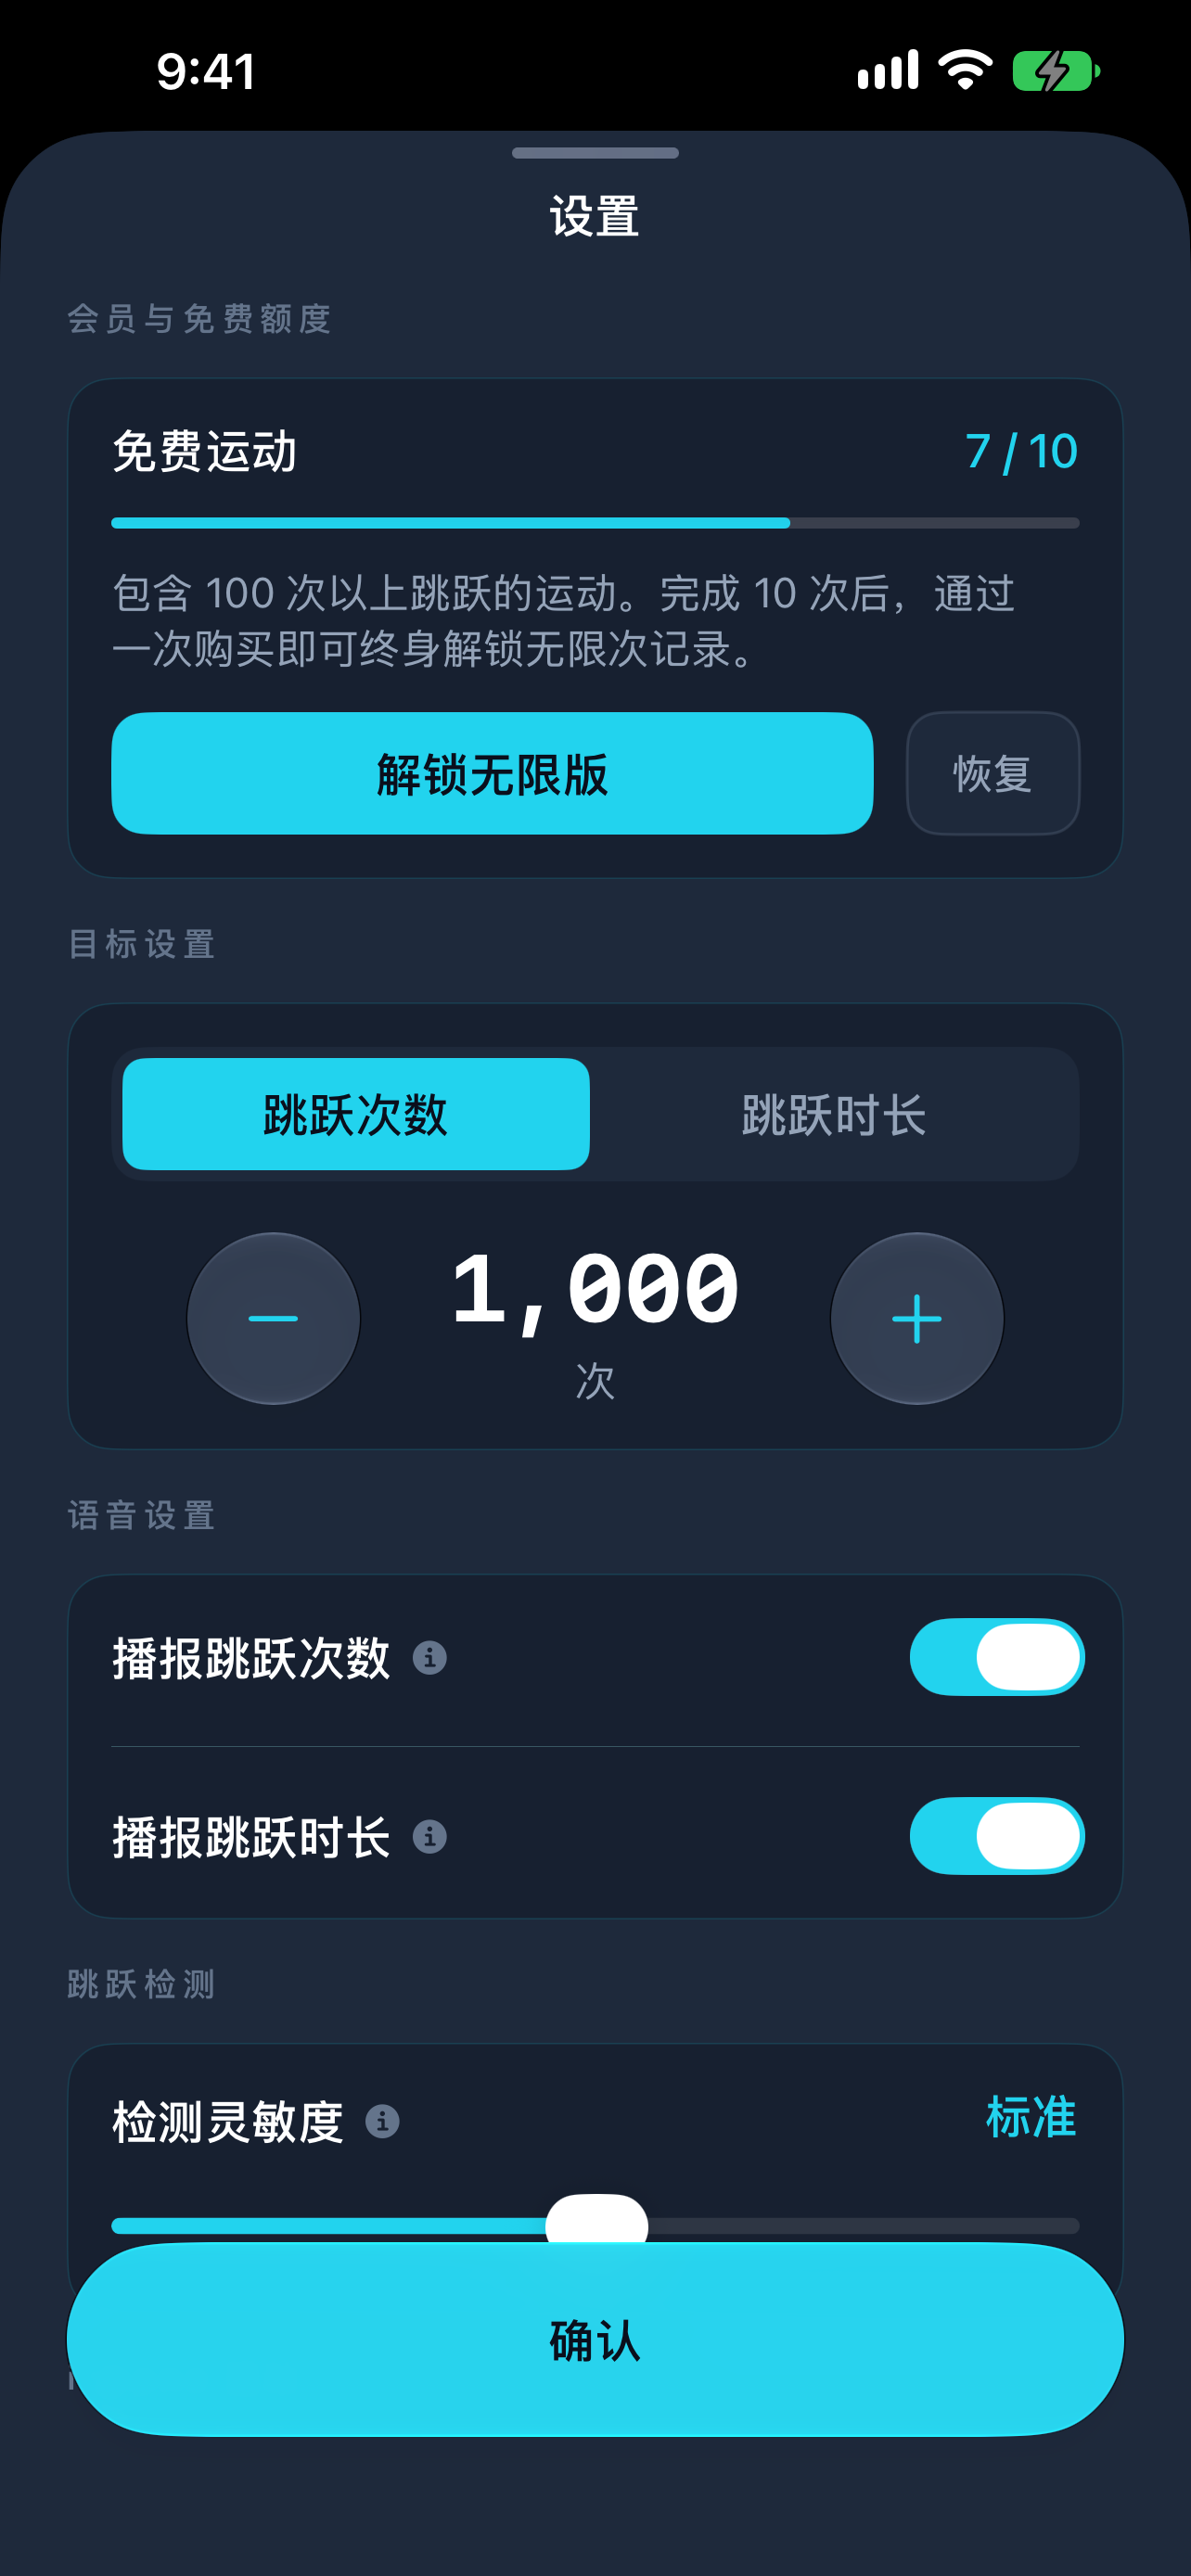 9:41
设置
会员与免费额度
免费运动
7 / 10
包含 100 次以上跳跃的运动。完成 10 次后，通过
一次购买即可终身解锁无限次记录。
解锁无限版
恢复
目标设置
跳跃次数
跳跃时长
1,000
次
语音设置
播报跳跃次数
播报跳跃时长
跳跃检测
检测灵敏度
标准
确认